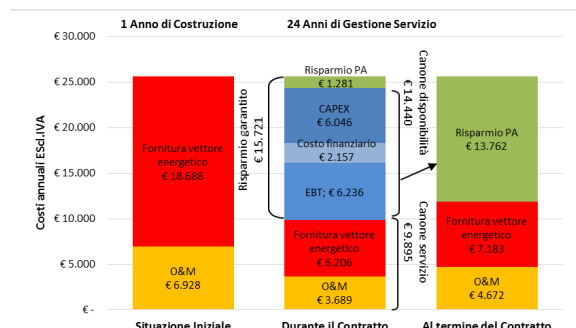 1 Anno di Costruzione
24 Anni di Gestione Servizio
Costi annuali EScl.IVA
€ 30.000
€ 25.000
€ 20.000
€ 15.000
€ 10.000
€ 5.000
€ -
Fornitura vettore
energetico
€ 18.688
O&M
€ 6.928
Situazione Iniziale
Risparmio garantito
€ 15.721
Risparmio PA
€ 1.281
CAPEX
€ 6.046
Costo finanziario
€ 2.157
EBT; € 6.236
Fornitura vettore
energetico
€ 6.206
O&M
€ 3.689
Durante il Contratto
Canone disponibilità
€ 14.440
Canone servizio
€ 9.895
Risparmio PA
€ 13.762
Fornitura vettore
energetico
€ 7.183
O&M
€ 4.672
Al termine del Contratto